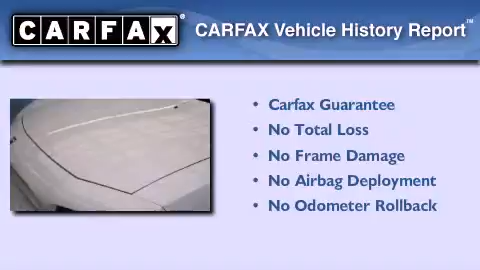 CARFAX® CARFAX Vehicle History Report™
• Carfax Guarantee
• No Total Loss
• No Frame Damage
• No Airbag Deployment
• No Odometer Rollback